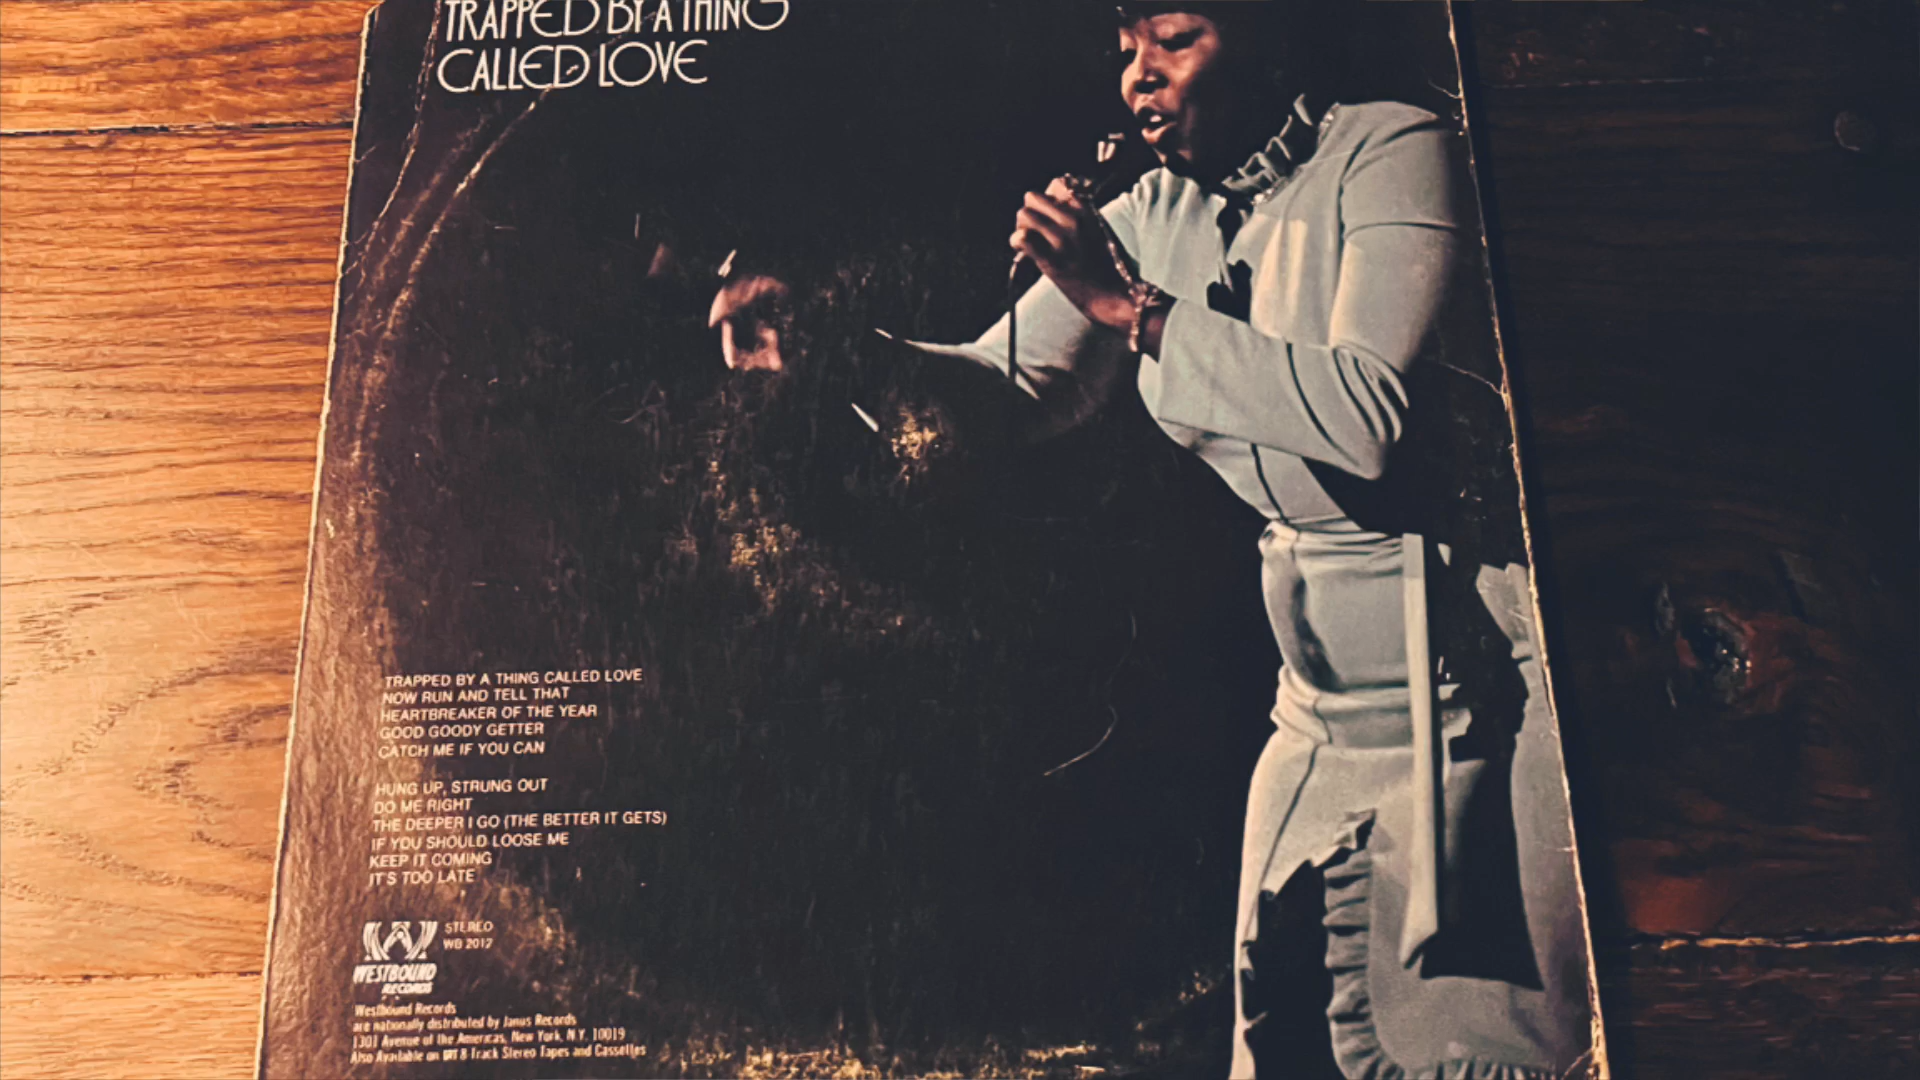 TRAPPED BY A THING
CALLED LOVE
TRAPPED BY A THING CALLED LOVE
NOW RUN AND TELL THAT
HEARTBREAKER OF THE YEAR
GOOD GOODY GETTER
CATCH ME IF YOU CAN
HUNG UP, STRUNG OUT
DO ME RIGHT
THE DEEPER I GO (THE BETTER IT GETS)
IF YOU SHOULD LOOSE ME
KEEP IT COMING
IT'S TOO LATE
STEREO
WB 2012
WESTBOUND
RECORDS
Westbound Records
are nationally distributed by Janus Records
1301 Avenue of the Americas, New York, N.Y. 10019
Also Available on GRT 8 Track Stereo Tapes and Cassettes